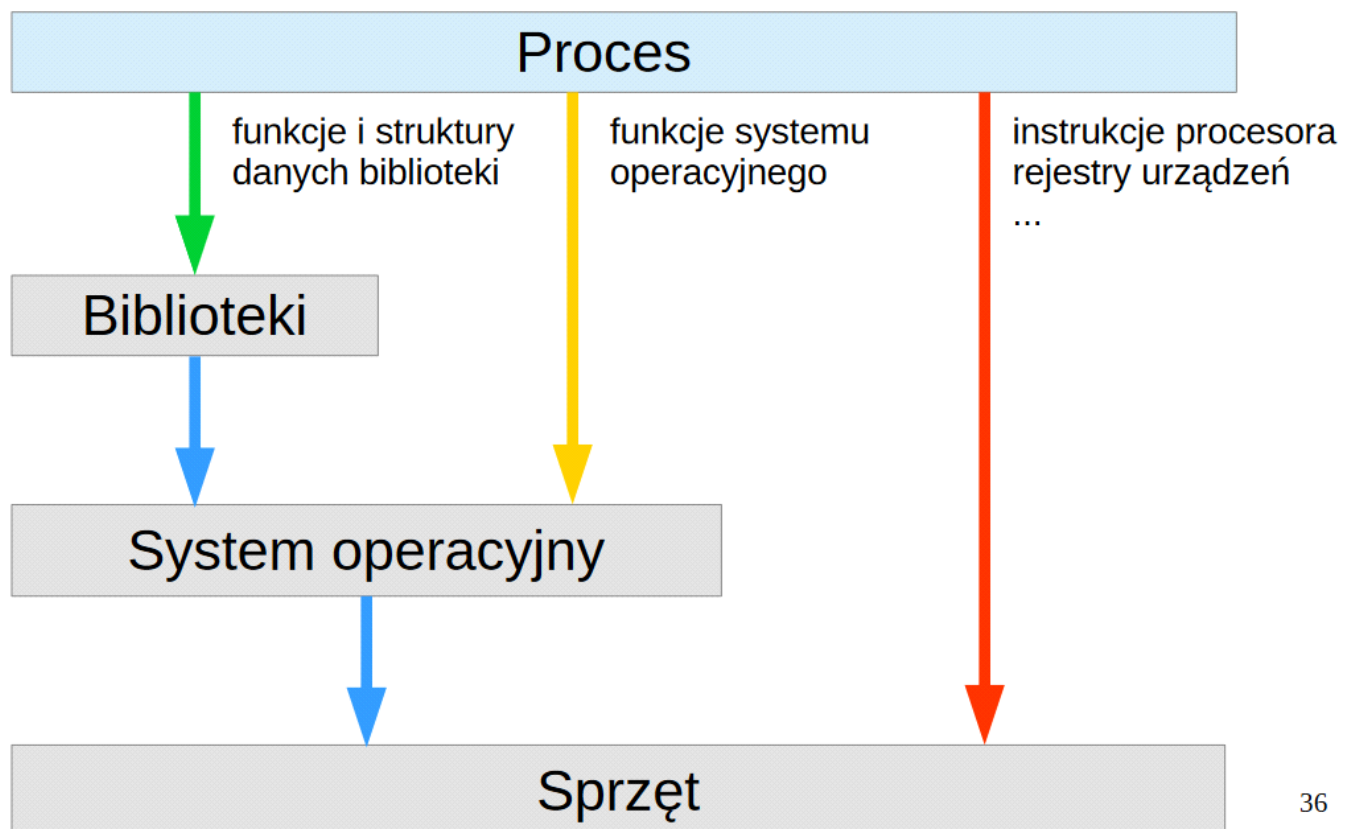 Proces
funkcje i struktury
danych biblioteki
funkcje systemu
operacyjnego
instrukcje procesora
rejestry urządzeń
...
Biblioteki
System operacyjny
Sprzęt
36